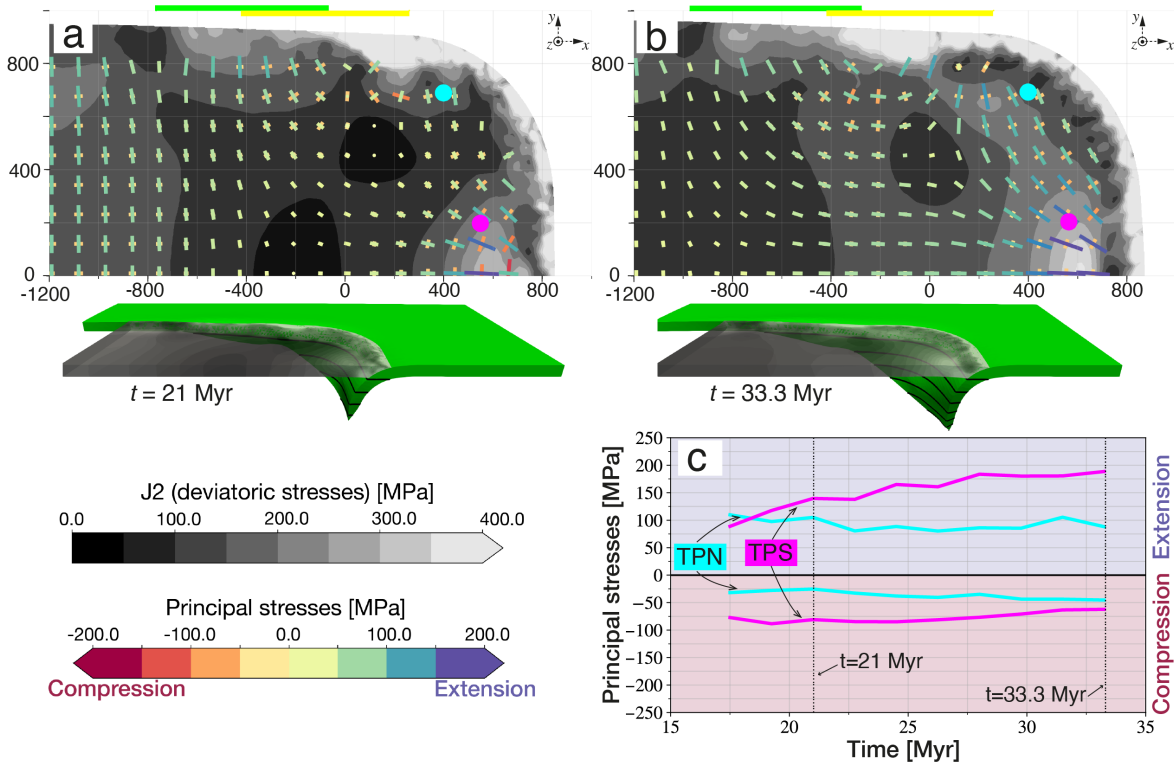 a
y
z
x
800
400
200
0
-1200
-800
-400
0
400
800
b
y
z
x
800
400
200
0
-1200
-800
-400
0
400
800
t = 21 Myr
t = 33.3 Myr
J2 (deviatoric stresses) [MPa]
0.0
100.0
200.0
300.0
400.0
Principal stresses [MPa]
-200.0
-100.0
0.0
100.0
200.0
Compression
Extension
c
Principal stresses [MPa]
250
200
150
100
50
0
−50
−100
−150
−200
−250
TPN
TPS
t=21 Myr
t=33.3 Myr
Extension
Compression
15
20
25
30
35
Time [Myr]